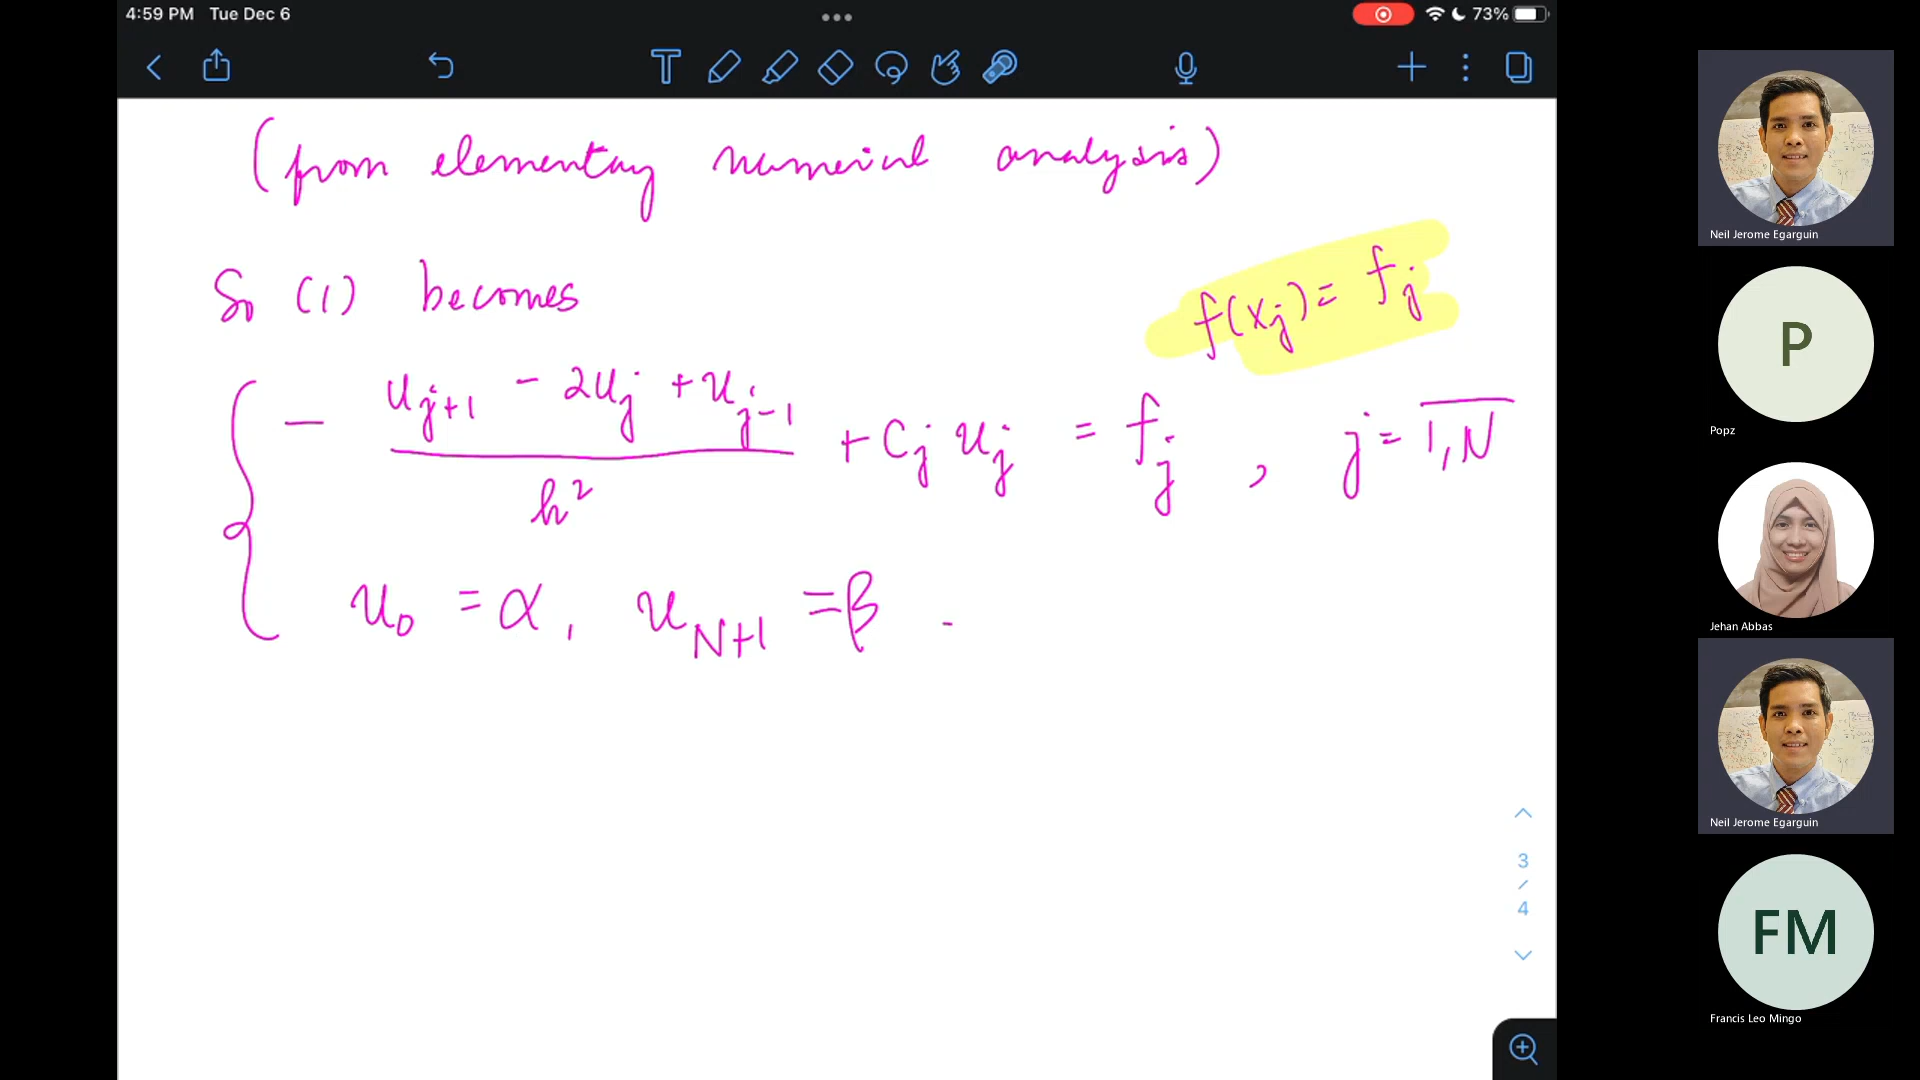 4:59 PM Tue Dec 6
73%
(from elementary numerical analysis)
So (1) becomes
f(xⱼ) = fⱼ
{ - (uⱼ₊₁ - 2uⱼ + uⱼ₋₁) / h² + cⱼ uⱼ = fⱼ , j = 1,N
u₀ = α, u_{N+1} = β .
3
/
4
Neil Jerome Egarguin
P
Popz
Jehan Abbas
Neil Jerome Egarguin
FM
Francis Leo Mingo